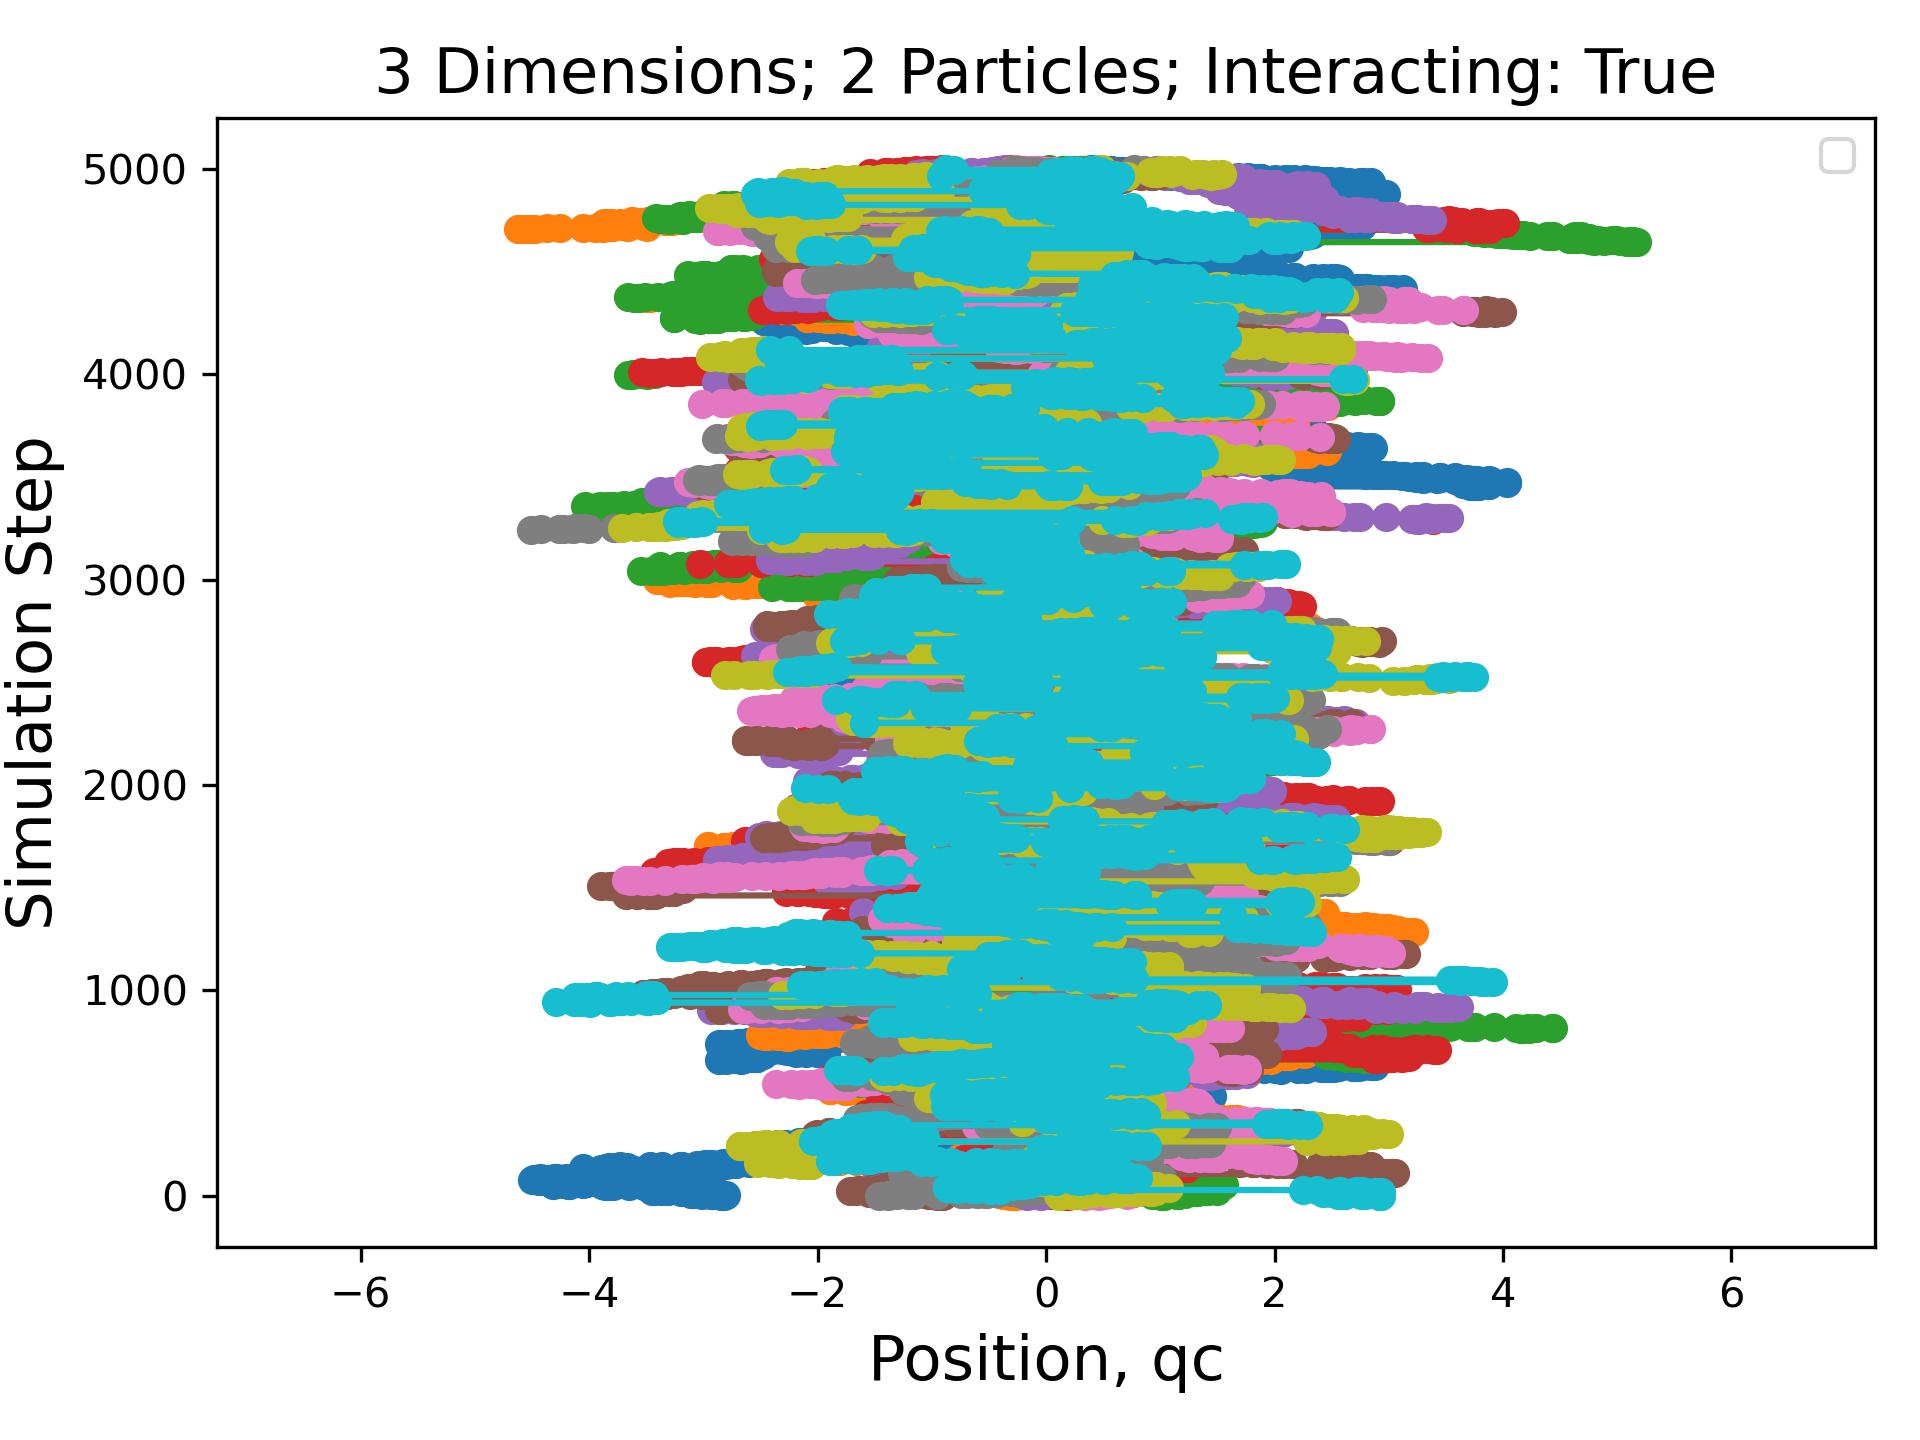 3 Dimensions; 2 Particles; Interacting: True
Simulation Step
5000
4000
3000
2000
1000
0
−6 −4 −2 0 2 4 6
Position, qc